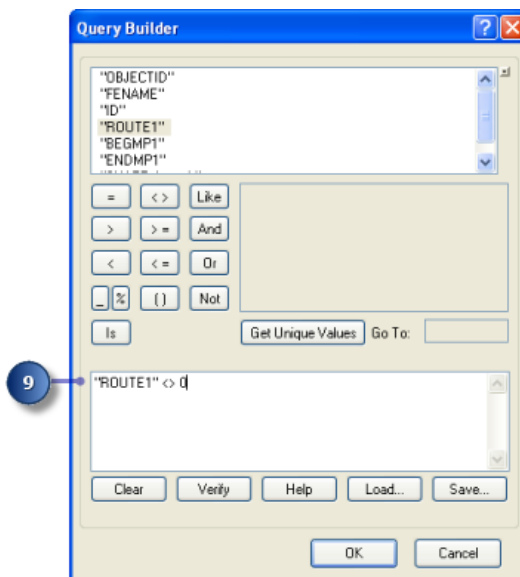 Query Builder
"OBJECTID"
"FENAME"
"ID"
"ROUTE1"
"BEGMP1"
"ENDMP1"
= <> Like
> >= And
< <= Or
_ % () Not
Is Get Unique Values Go To:
9
"ROUTE1" <> 0
Clear Verify Help Load... Save...
OK Cancel